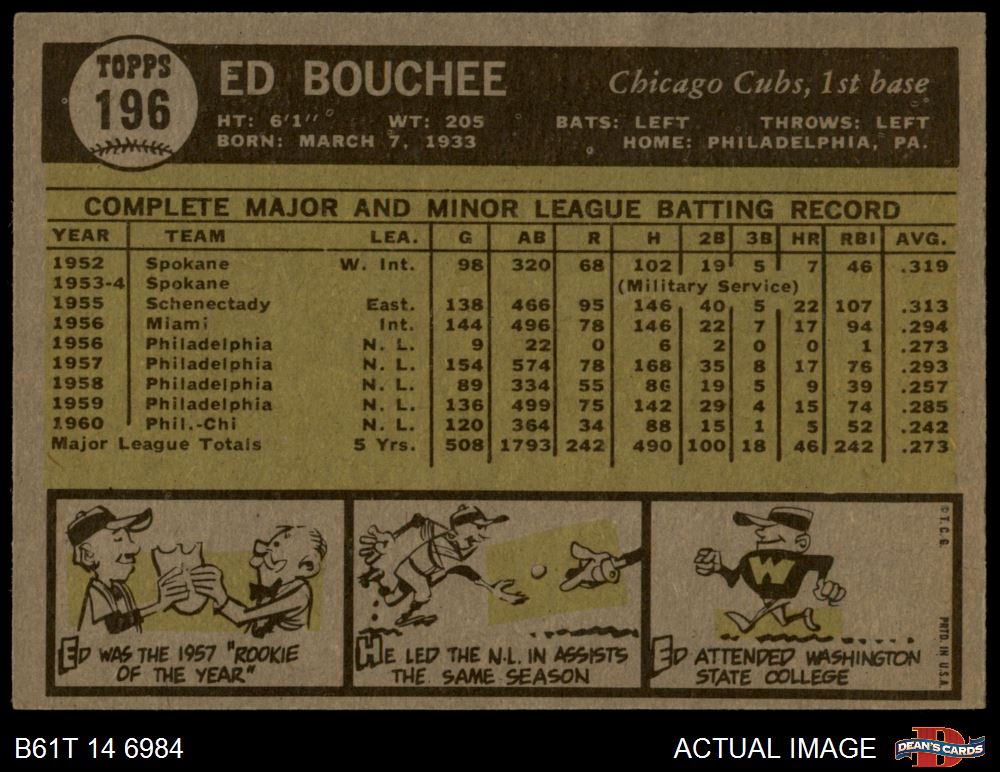 TOPPS
196
ED BOUCHEE
Chicago Cubs, 1st base
HT: 6'1" WT: 205 BATS: LEFT THROWS: LEFT
BORN: MARCH 7, 1933 HOME: PHILADELPHIA, PA.
COMPLETE MAJOR AND MINOR LEAGUE BATTING RECORD
YEAR TEAM LEA. G AB R H 2B 3B HR RBI AVG.
1952 Spokane W. Int. 98 320 68 102 19 5 7 46 .319
1953-4 Spokane (Military Service)
1955 Schenectady East. 138 466 95 146 40 5 22 107 .313
1956 Miami Int. 144 496 78 146 22 7 17 94 .294
1956 Philadelphia N. L. 9 22 0 6 2 0 0 1 .273
1957 Philadelphia N. L. 154 574 78 168 35 8 17 76 .293
1958 Philadelphia N. L. 89 334 55 86 19 5 9 39 .257
1959 Philadelphia N. L. 136 499 75 142 29 4 15 74 .285
1960 Phil.-Chi N. L. 120 364 34 88 15 1 5 52 .242
Major League Totals 5 Yrs. 508 1793 242 490 100 18 46 242 .273
ED WAS THE 1957 "ROOKIE
OF THE YEAR"
HE LED THE N.L. IN ASSISTS
THE SAME SEASON
W
ED ATTENDED WASHINGTON
STATE COLLEGE
© T.C.G.
PRTD. IN U.S.A.
B61T 14 6984
ACTUAL IMAGE
D
DEAN'S CARDS